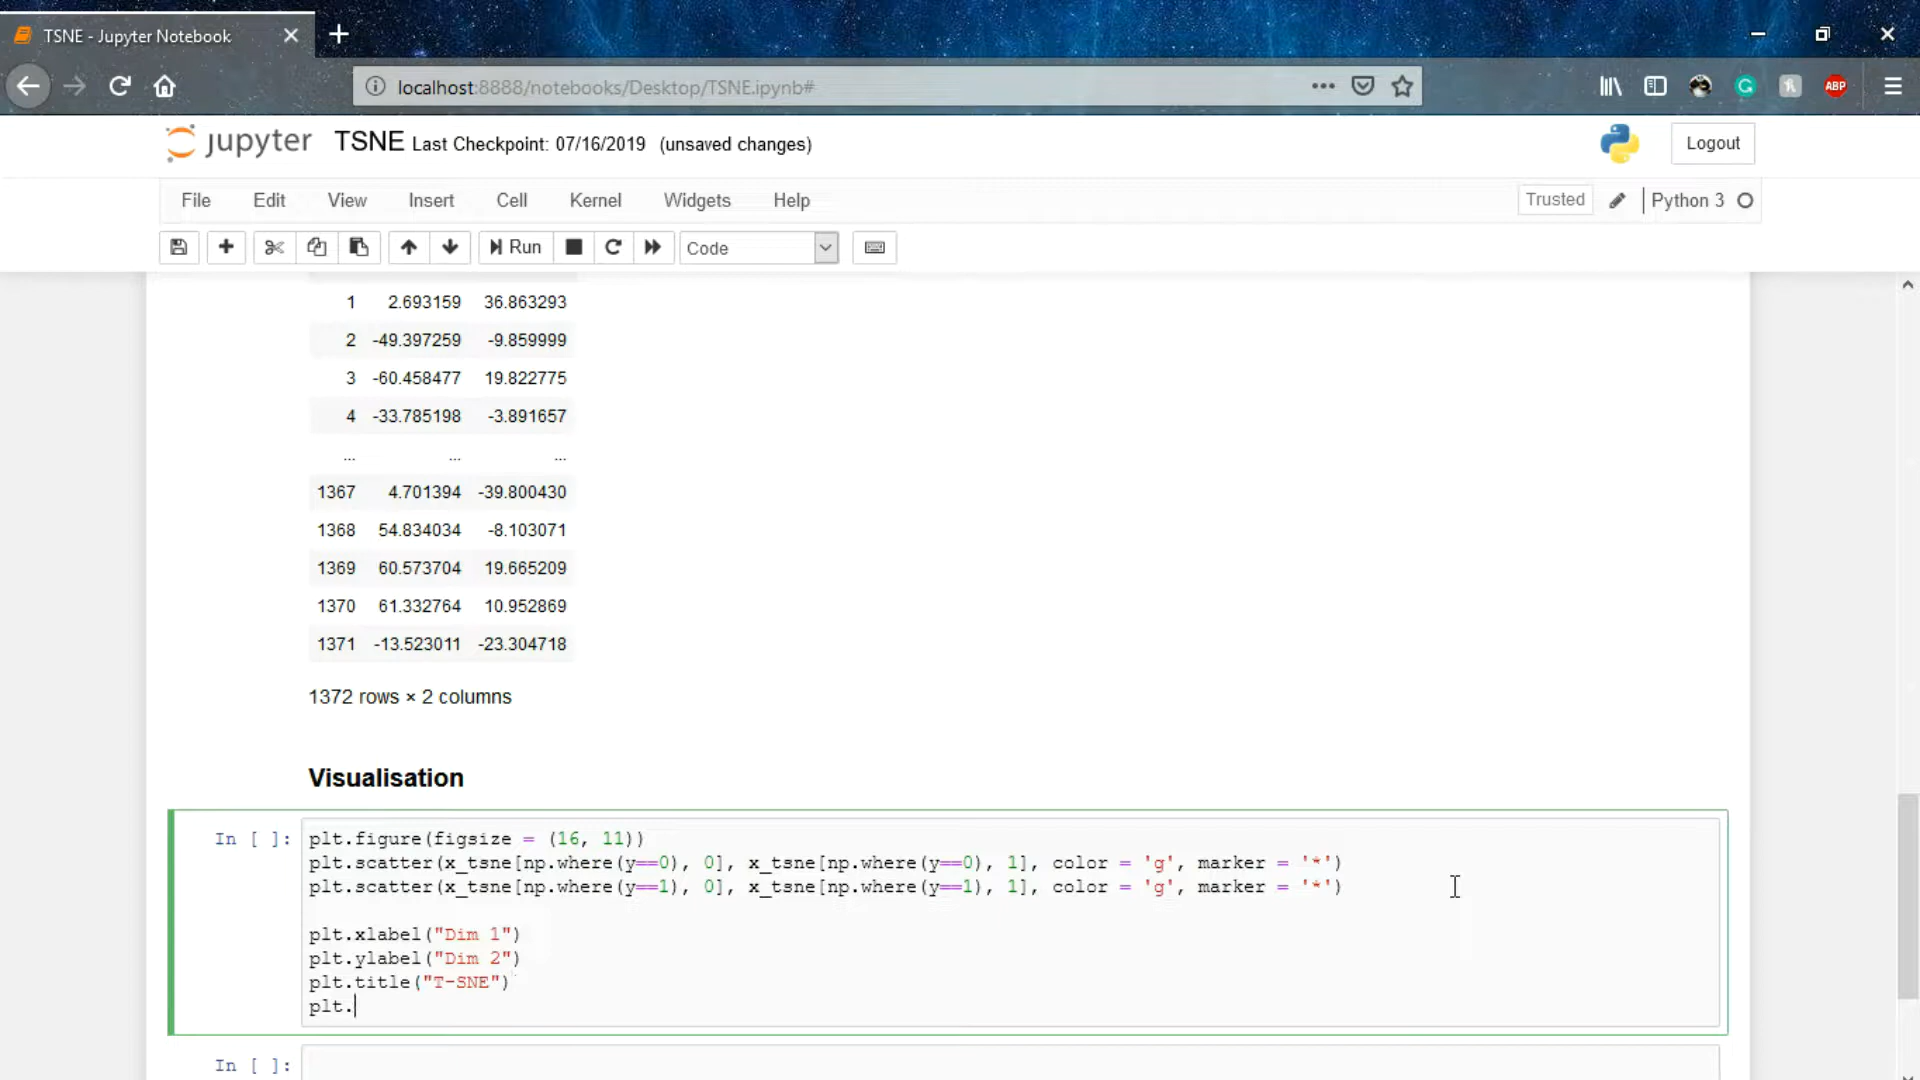 TSNE - Jupyter Notebook
localhost:8888/notebooks/Desktop/TSNE.ipynb#
ABP
jupyter TSNE Last Checkpoint: 07/16/2019 (unsaved changes)
Logout
File Edit View Insert Cell Kernel Widgets Help Trusted Python 3
Run Code
1 2.693159 36.863293
2 -49.397259 -9.859999
3 -60.458477 19.822775
4 -33.785198 -3.891657
... ... ...
1367 4.701394 -39.800430
1368 54.834034 -8.103071
1369 60.573704 19.665209
1370 61.332764 10.952869
1371 -13.523011 -23.304718
1372 rows × 2 columns
Visualisation
In [ ]: plt.figure(figsize = (16, 11))
plt.scatter(x_tsne[np.where(y==0), 0], x_tsne[np.where(y==0), 1], color = 'g', marker = '*')
plt.scatter(x_tsne[np.where(y==1), 0], x_tsne[np.where(y==1), 1], color = 'g', marker = '*')
plt.xlabel("Dim 1")
plt.ylabel("Dim 2")
plt.title("T-SNE")
plt.
In [ ]: